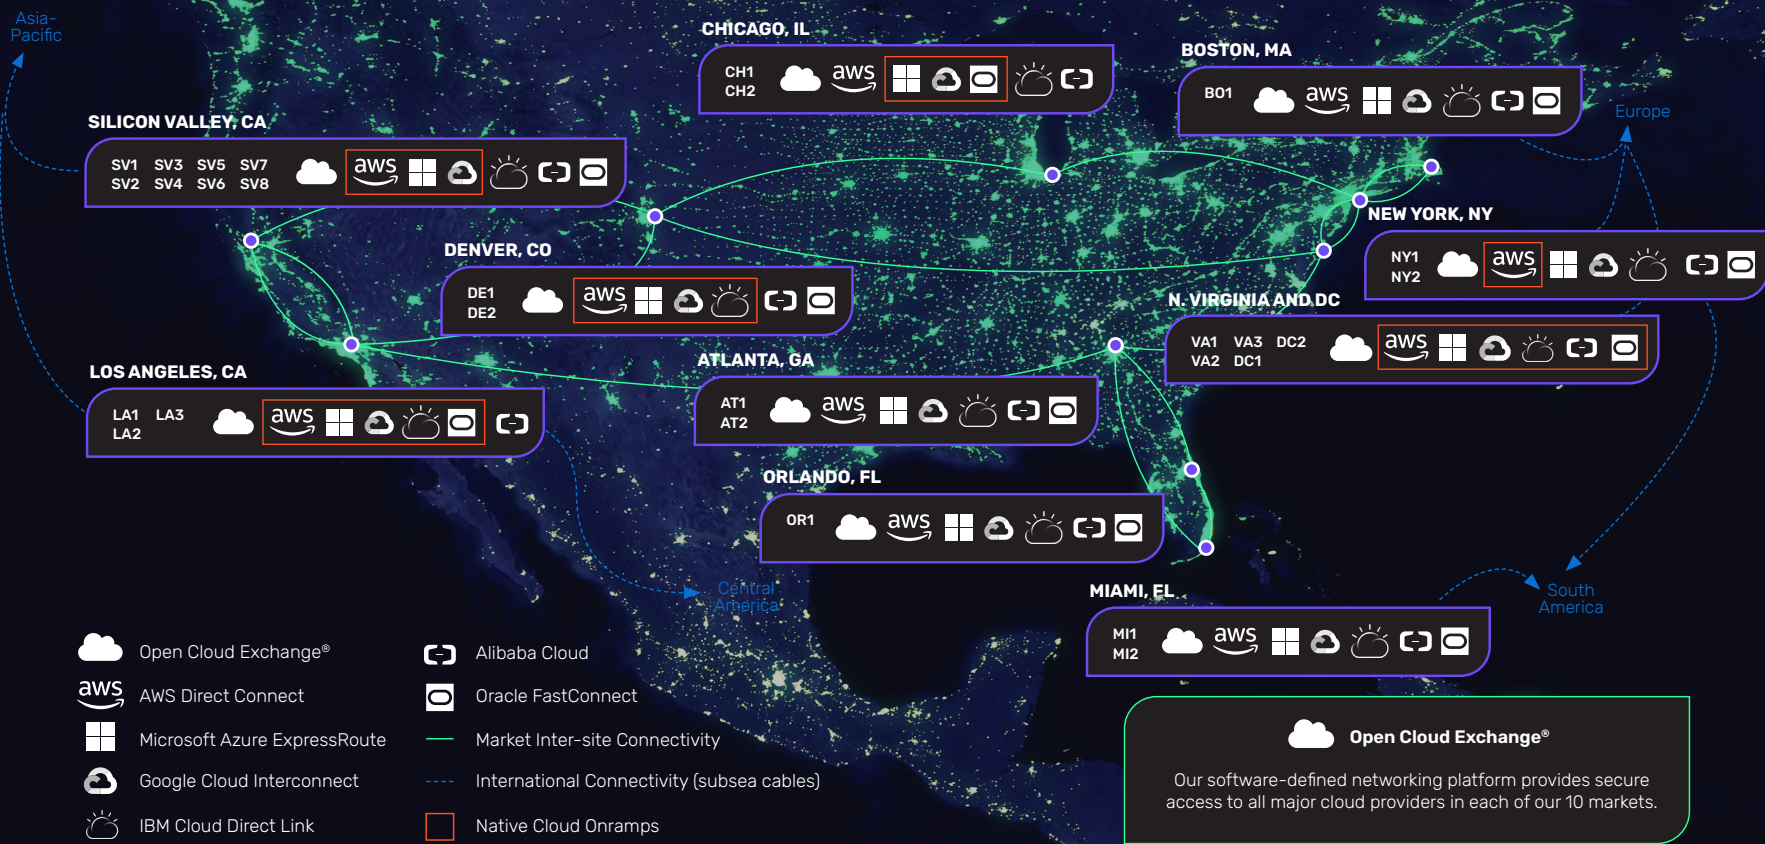 Asia-
Pacific
CHICAGO, IL
CH1
CH2
aws
BOSTON, MA
BO1
aws
Europe
SILICON VALLEY, CA
SV1 SV3 SV5 SV7
SV2 SV4 SV6 SV8
aws
NEW YORK, NY
NY1
NY2
aws
DENVER, CO
DE1
DE2
aws
N. VIRGINIA AND DC
VA1 VA3 DC2
VA2 DC1
aws
ATLANTA, GA
AT1
AT2
aws
LOS ANGELES, CA
LA1 LA3
LA2
aws
ORLANDO, FL
OR1
aws
Central
America
MIAMI, FL
MI1
MI2
aws
South
America
Open Cloud Exchange®
aws AWS Direct Connect
Microsoft Azure ExpressRoute
Google Cloud Interconnect
IBM Cloud Direct Link
Alibaba Cloud
Oracle FastConnect
Market Inter-site Connectivity
International Connectivity (subsea cables)
Native Cloud Onramps
Open Cloud Exchange®
Our software-defined networking platform provides secure
access to all major cloud providers in each of our 10 markets.